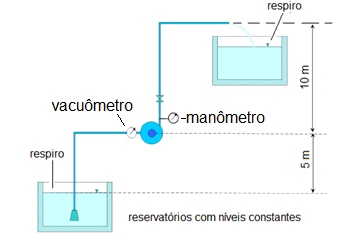 respiro
10 m
vacuômetro
-manômetro
respiro
5 m
reservatórios com níveis constantes